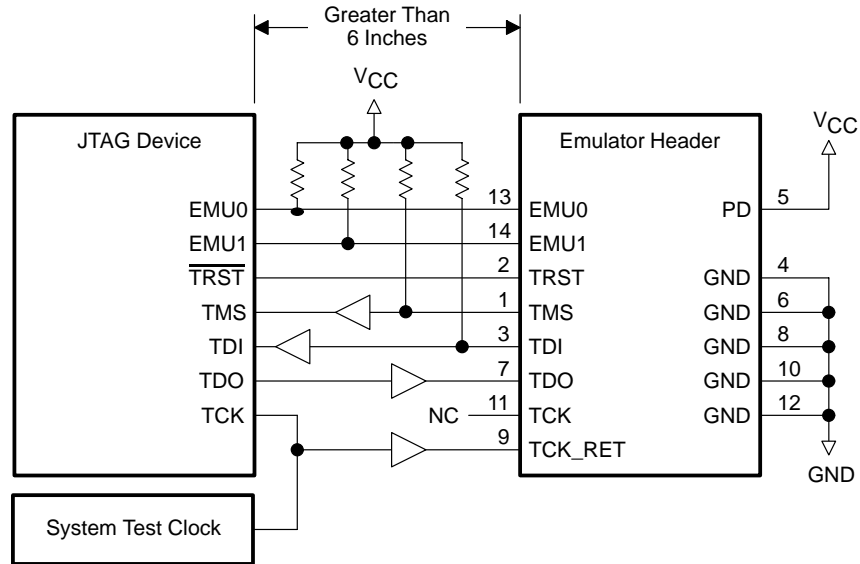 Greater Than
6 Inches
VCC
JTAG Device
Emulator Header
VCC
EMU0
13
EMU0
PD
5
EMU1
14
EMU1
TRST
2
TRST
GND
4
TMS
1
TMS
GND
6
TDI
3
TDI
GND
8
TDO
7
TDO
GND
10
TCK
NC
11
TCK
GND
12
9
TCK_RET
GND
System Test Clock